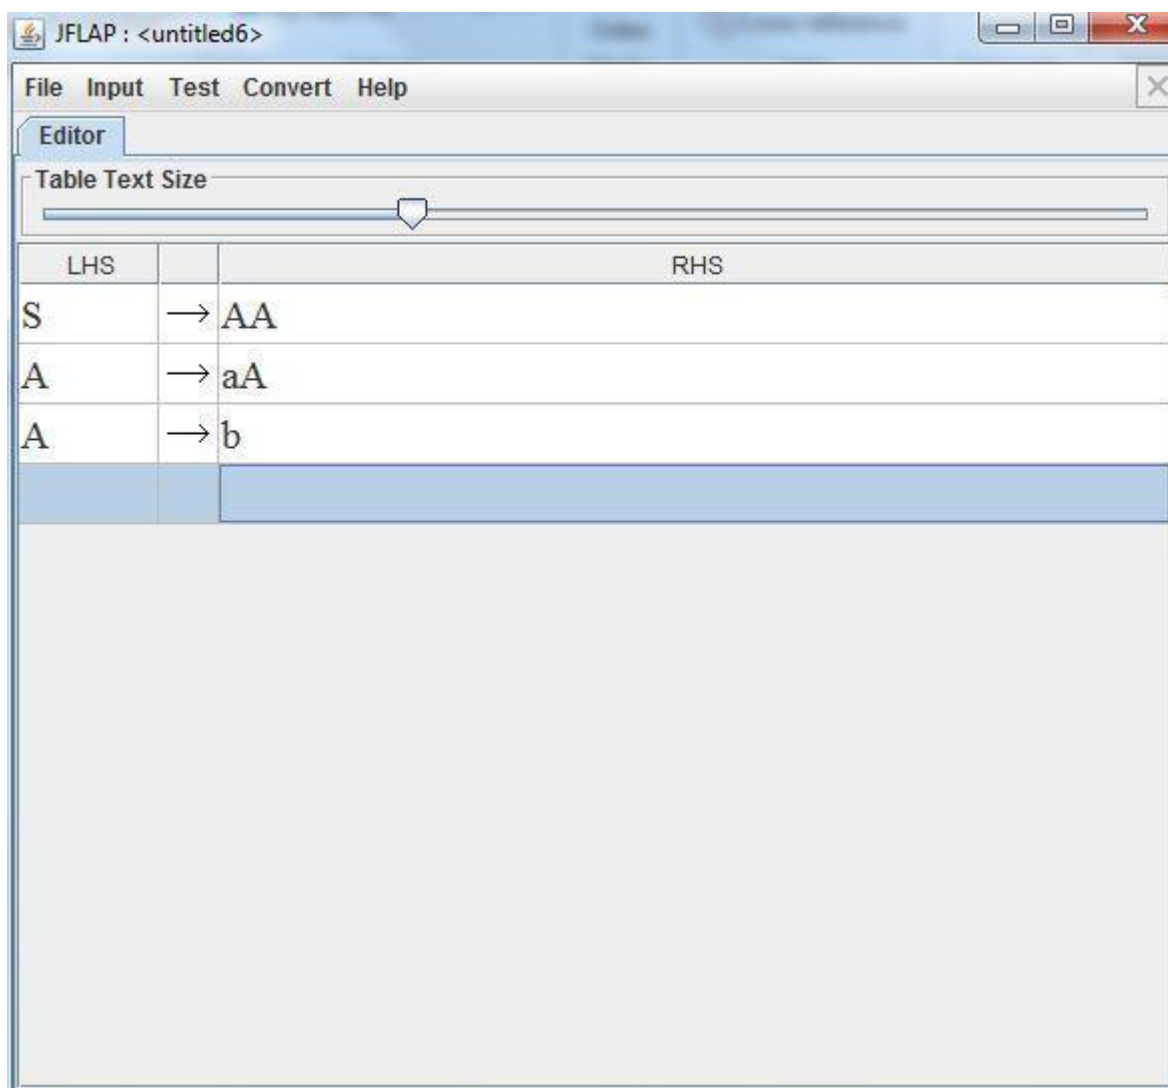 JFLAP : <untitled6>
File Input Test Convert Help
Editor
Table Text Size
LHS RHS
S → AA
A → aA
A → b